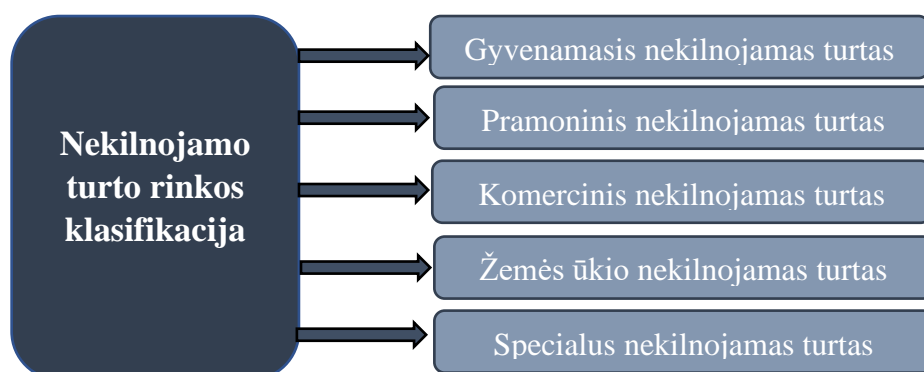 Nekilnojamo
turto rinkos
klasifikacija
Gyvenamasis nekilnojamas turtas
Pramoninis nekilnojamas turtas
Komercinis nekilnojamas turtas
Žemės ūkio nekilnojamas turtas
Specialus nekilnojamas turtas